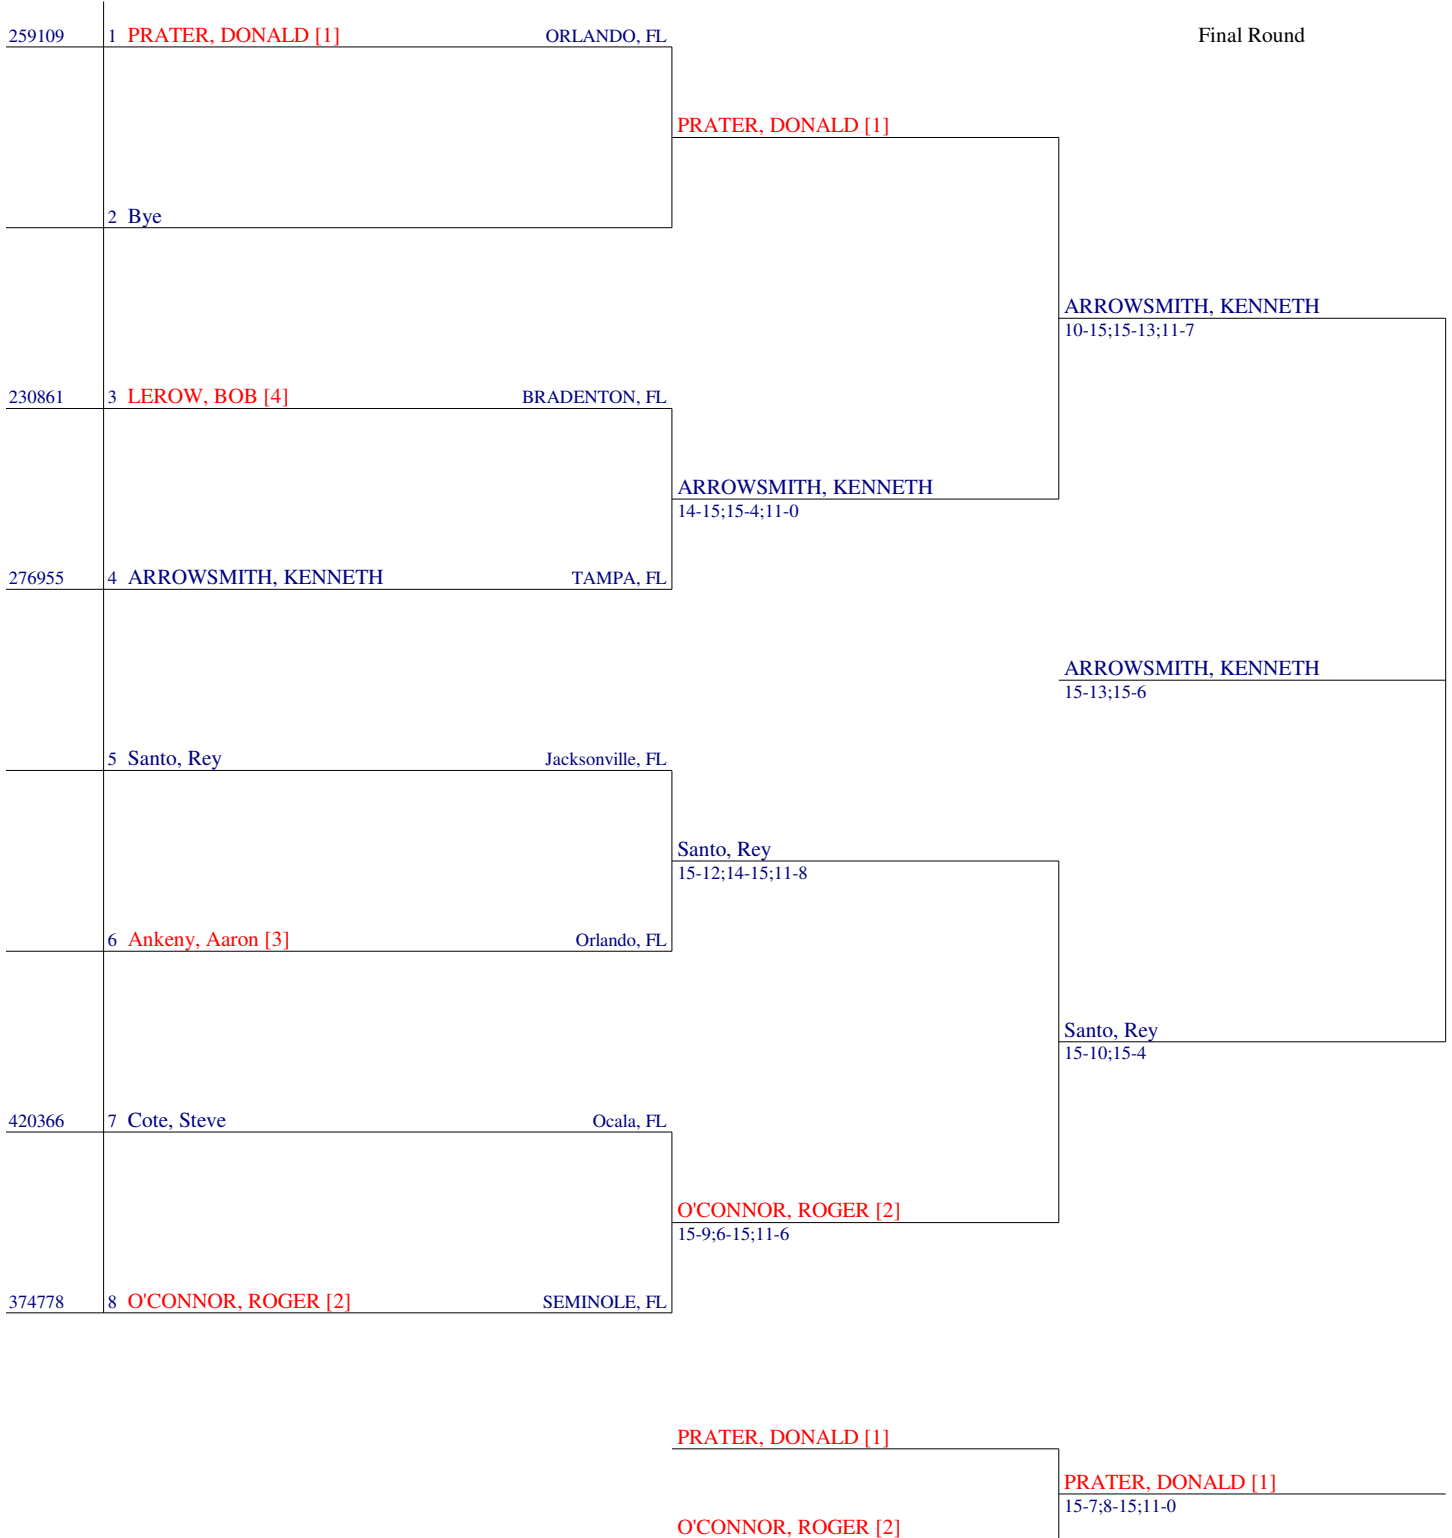 259109 1 PRATER, DONALD [1] ORLANDO, FL Final Round
PRATER, DONALD [1]
2 Bye
ARROWSMITH, KENNETH
10-15;15-13;11-7
230861 3 LEROW, BOB [4] BRADENTON, FL
ARROWSMITH, KENNETH
14-15;15-4;11-0
276955 4 ARROWSMITH, KENNETH TAMPA, FL
ARROWSMITH, KENNETH
15-13;15-6
5 Santo, Rey Jacksonville, FL
Santo, Rey
15-12;14-15;11-8
6 Ankeny, Aaron [3] Orlando, FL
Santo, Rey
15-10;15-4
420366 7 Cote, Steve Ocala, FL
O'CONNOR, ROGER [2]
15-9;6-15;11-6
374778 8 O'CONNOR, ROGER [2] SEMINOLE, FL
PRATER, DONALD [1]
PRATER, DONALD [1]
15-7;8-15;11-0
O'CONNOR, ROGER [2]